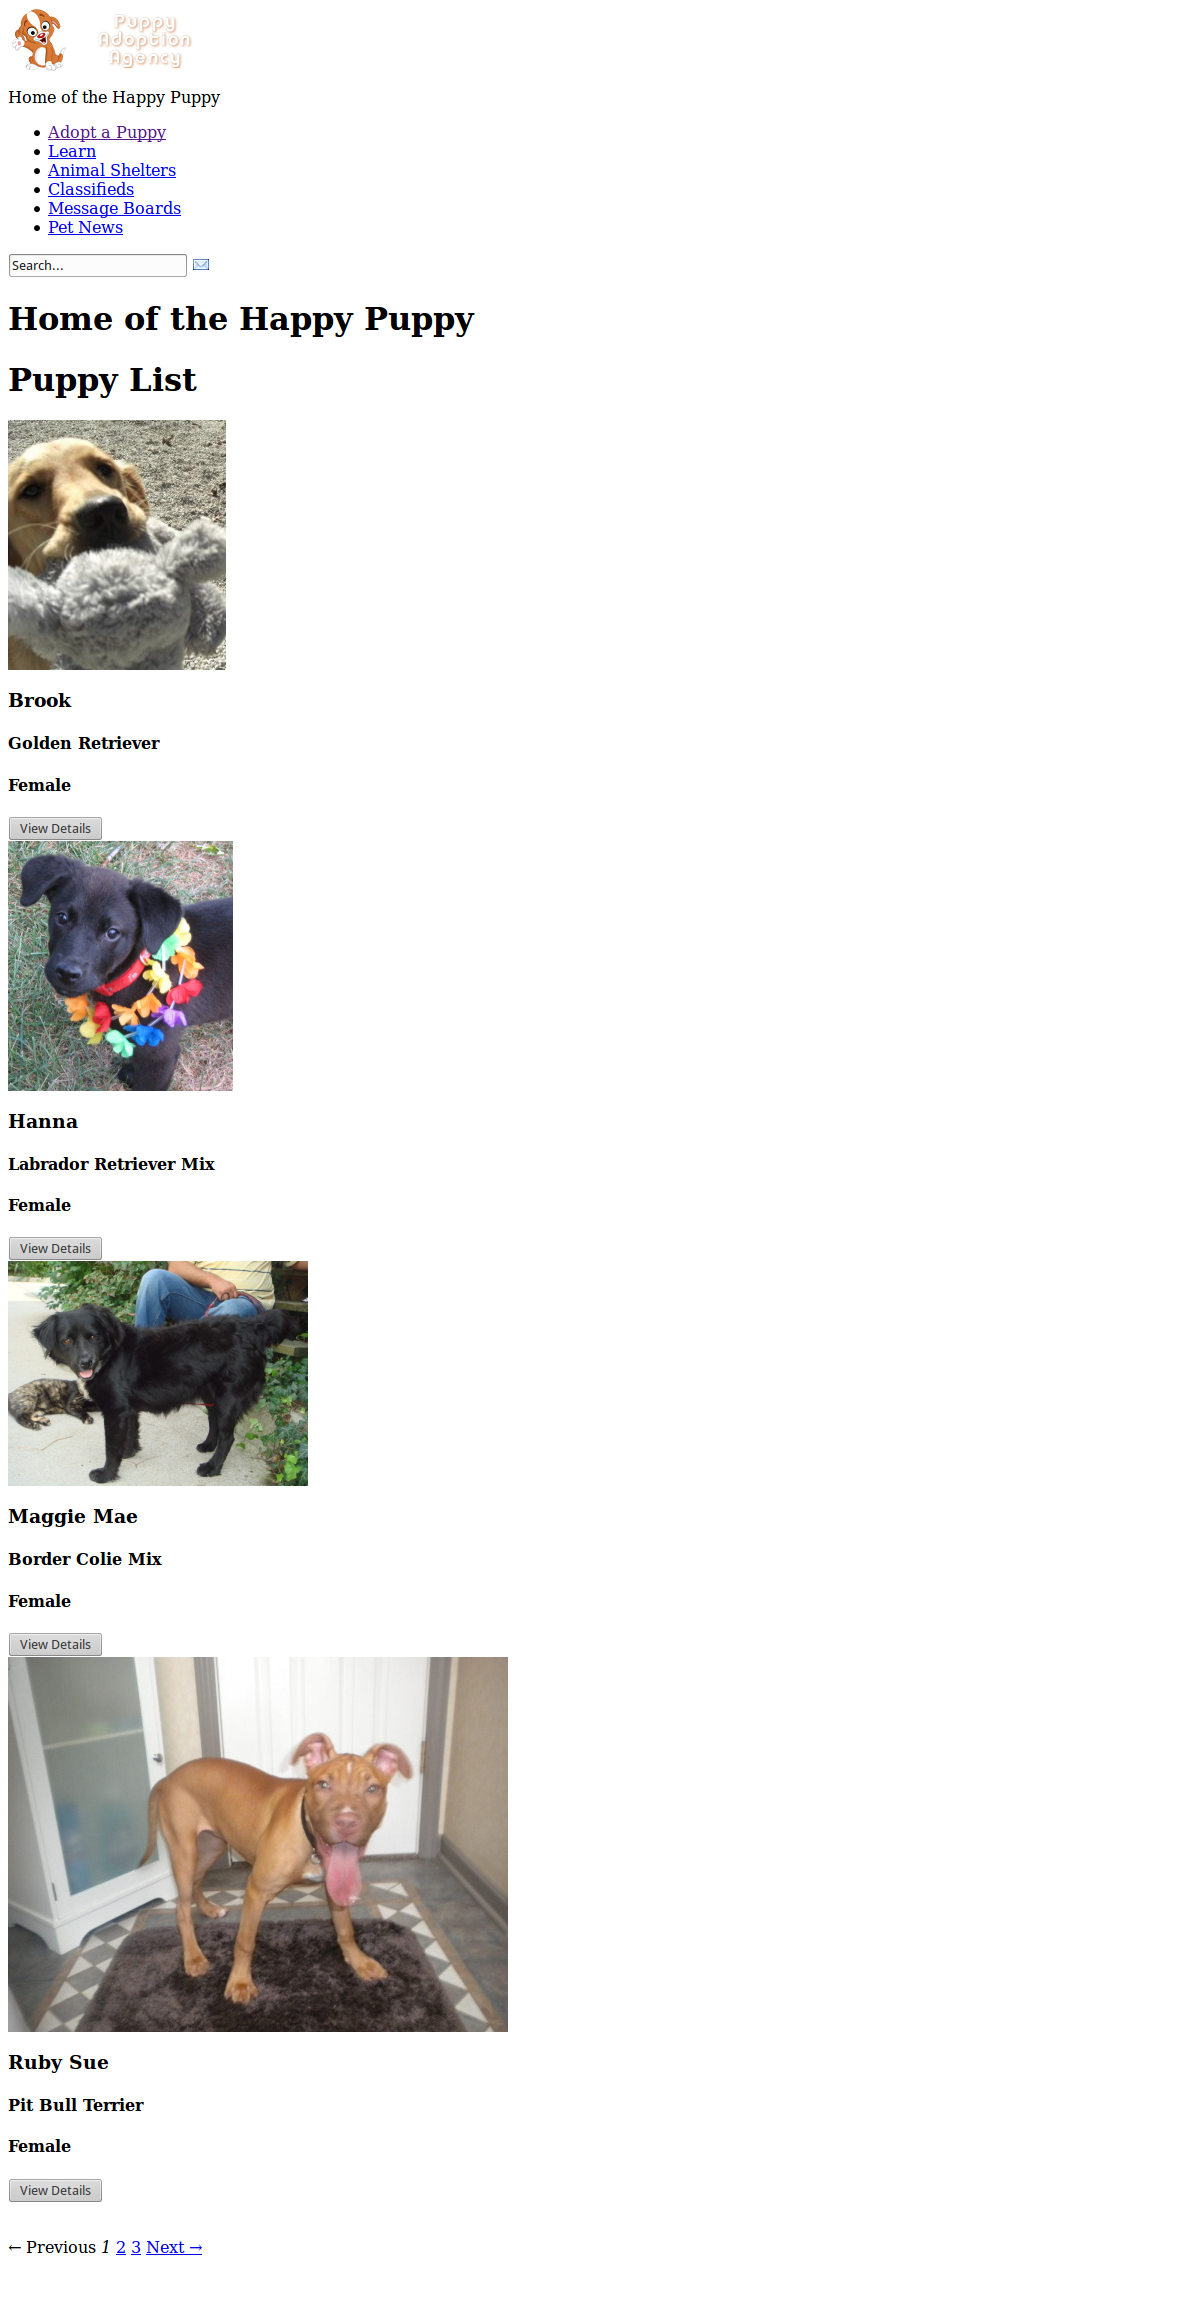 Puppy
Adoption
Agency
Home of the Happy Puppy
Adopt a Puppy
Learn
Animal Shelters
Classifieds
Message Boards
Pet News
Search...
Home of the Happy Puppy
Puppy List
Brook
Golden Retriever
Female
View Details
Hanna
Labrador Retriever Mix
Female
View Details
Maggie Mae
Border Colie Mix
Female
View Details
Ruby Sue
Pit Bull Terrier
Female
View Details
← Previous 1 2 3 Next →